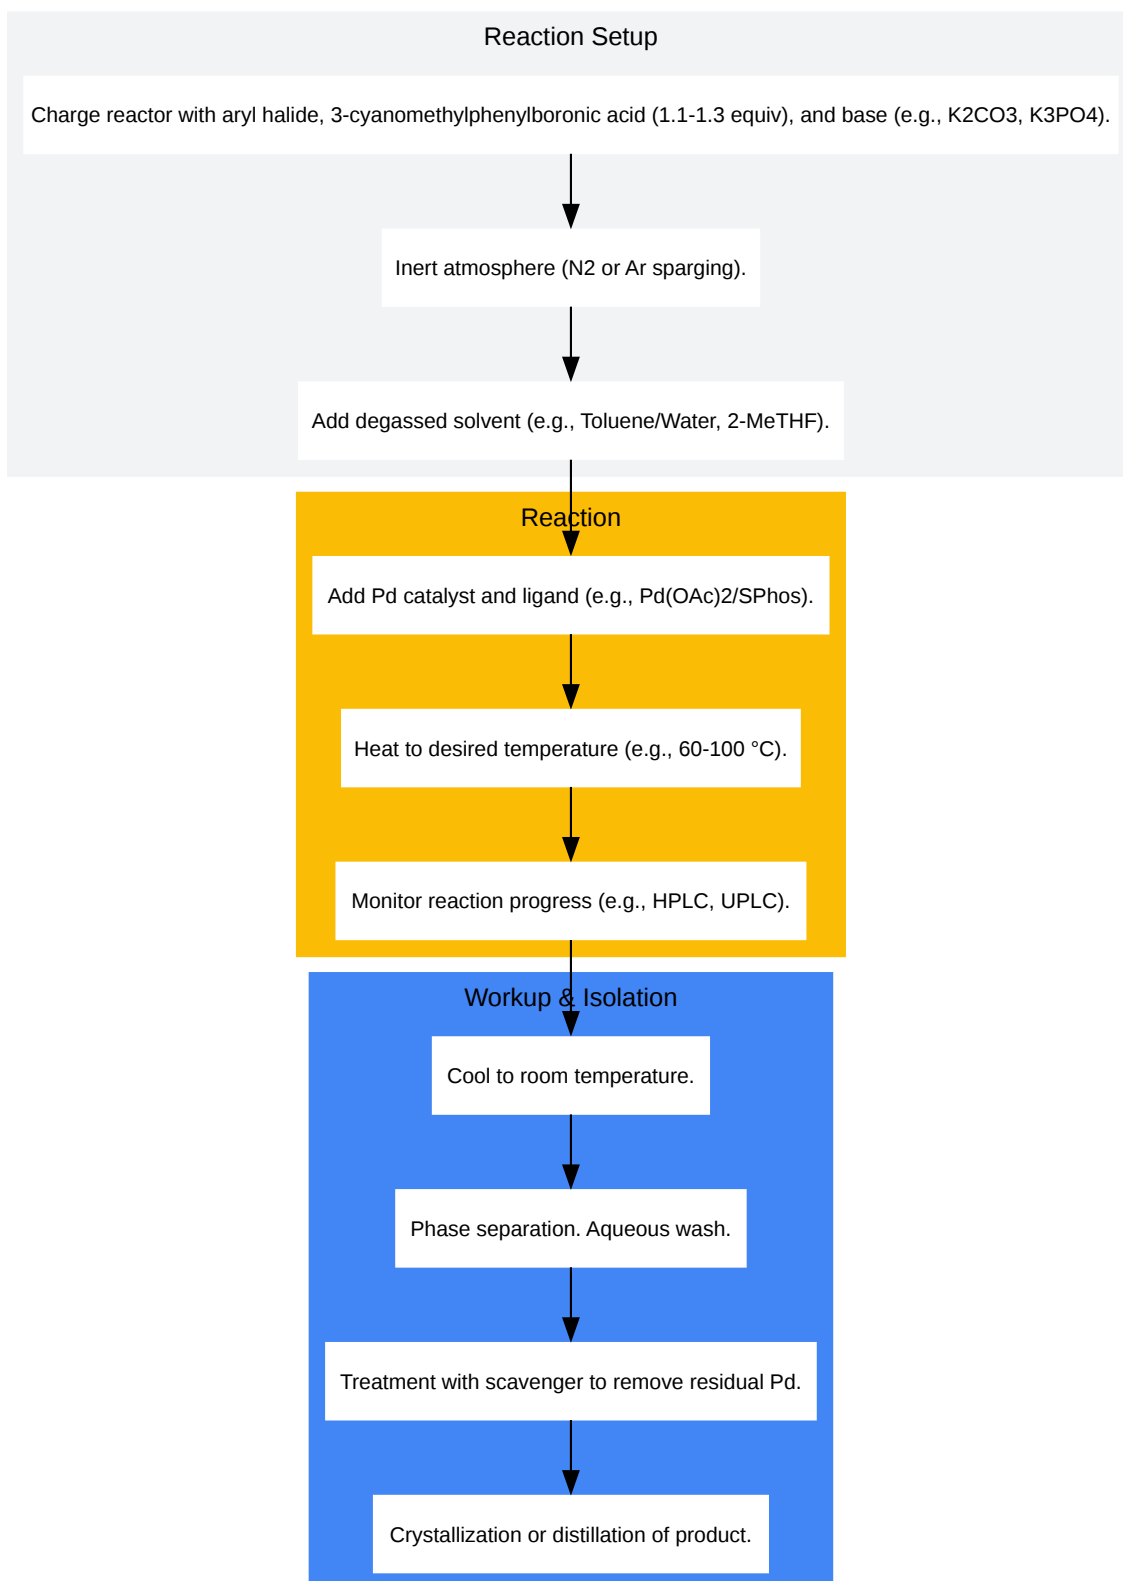 Reaction Setup
Charge reactor with aryl halide, 3-cyanomethylphenylboronic acid (1.1-1.3 equiv), and base (e.g., K2CO3, K3PO4).
Inert atmosphere (N2 or Ar sparging).
Add degassed solvent (e.g., Toluene/Water, 2-MeTHF).
Reaction
Add Pd catalyst and ligand (e.g., Pd(OAc)2/SPhos).
Heat to desired temperature (e.g., 60-100 °C).
Monitor reaction progress (e.g., HPLC, UPLC).
Workup & Isolation
Cool to room temperature.
Phase separation. Aqueous wash.
Treatment with scavenger to remove residual Pd.
Crystallization or distillation of product.